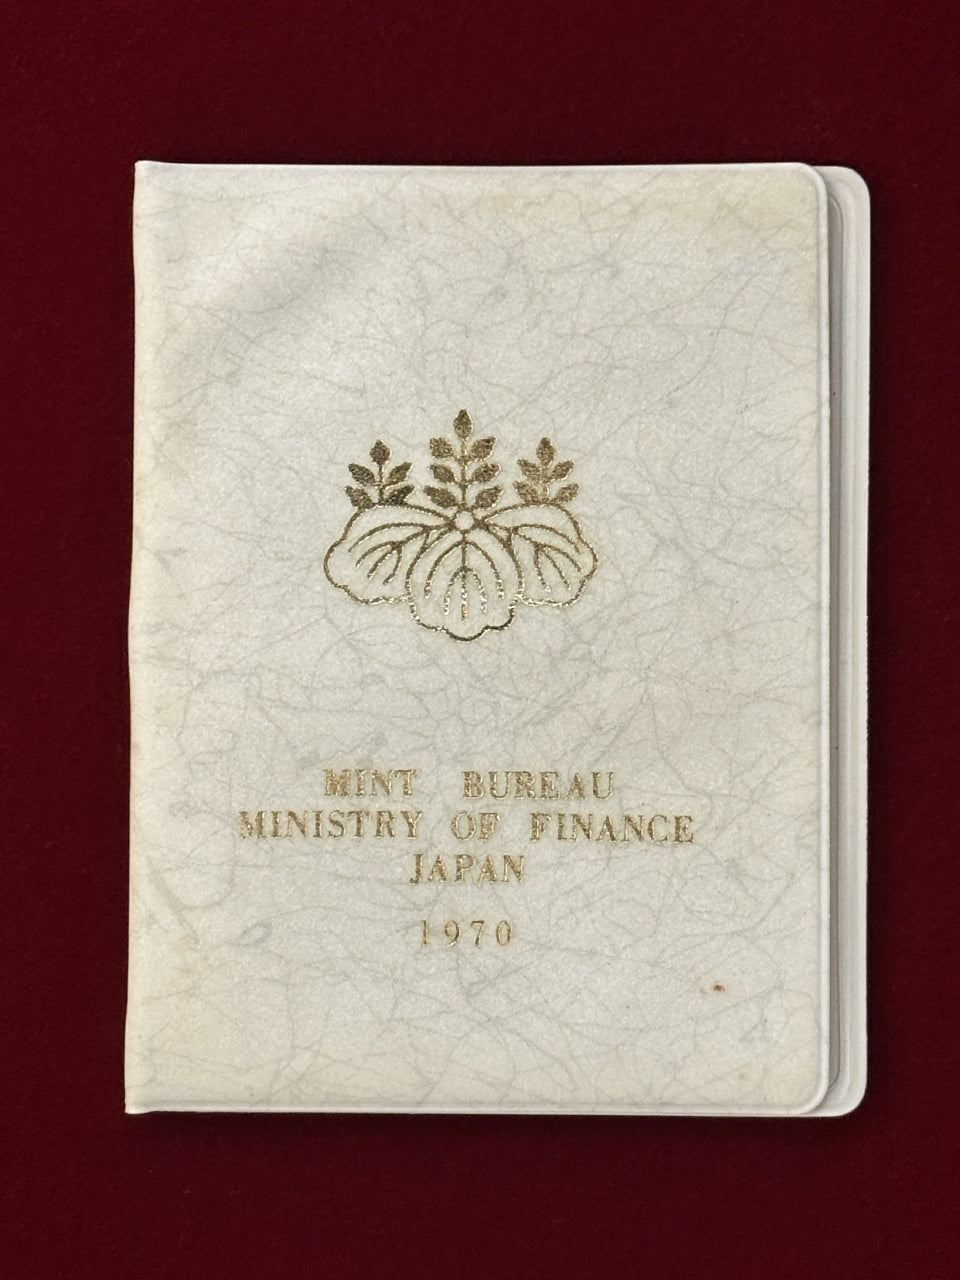 MINT BUREAU
MINISTRY OF FINANCE
JAPAN
1970